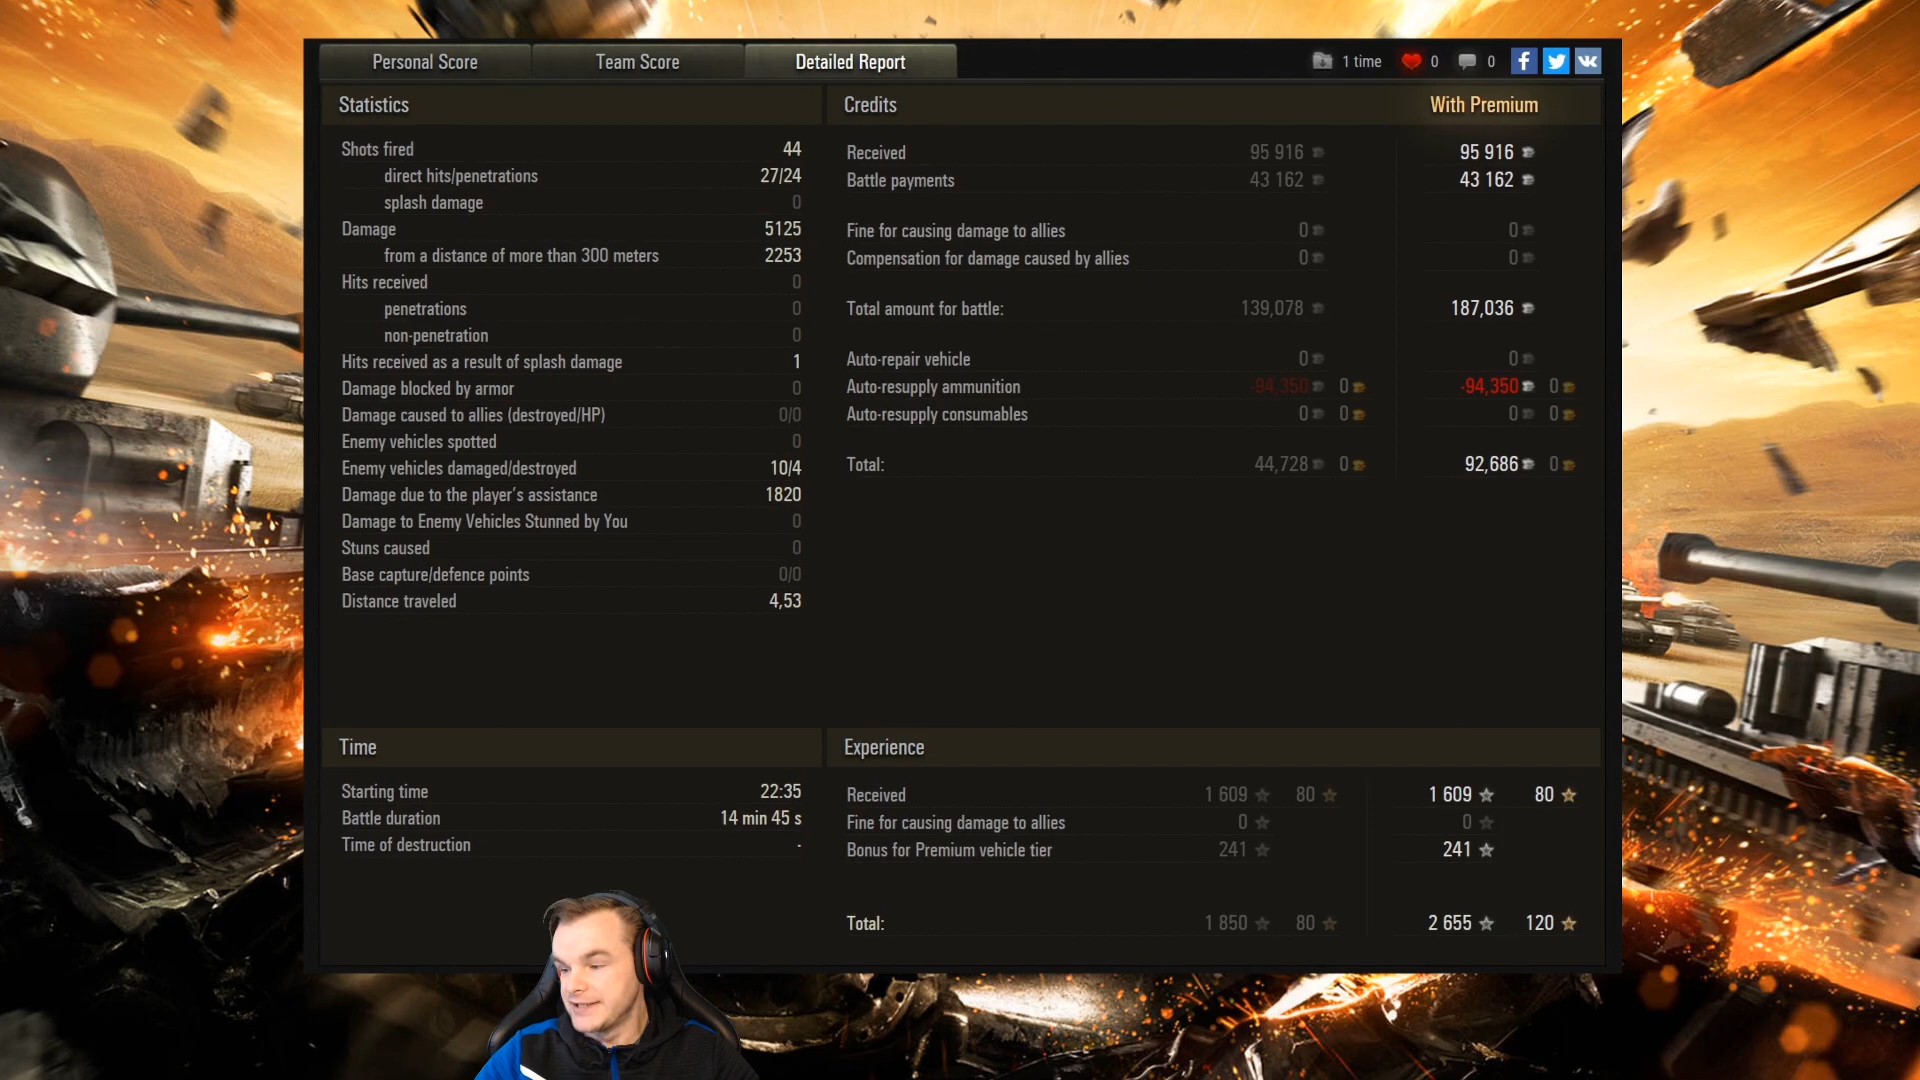 Personal Score Team Score Detailed Report 1 time 0 0
Statistics
Shots fired 44
direct hits/penetrations 27/24
splash damage 0
Damage 5125
from a distance of more than 300 meters 2253
Hits received 0
penetrations 0
non-penetration 0
Hits received as a result of splash damage 1
Damage blocked by armor 0
Damage caused to allies (destroyed/HP) 0/0
Enemy vehicles spotted 0
Enemy vehicles damaged/destroyed 10/4
Damage due to the player's assistance 1820
Damage to Enemy Vehicles Stunned by You 0
Stuns caused 0
Base capture/defence points 0/0
Distance traveled 4,53
Credits With Premium
Received 95 916 95 916
Battle payments 43 162 43 162
Fine for causing damage to allies 0 0
Compensation for damage caused by allies 0 0
Total amount for battle: 139,078 187,036
Auto-repair vehicle 0 0
Auto-resupply ammunition -94,350 0 -94,350 0
Auto-resupply consumables 0 0 0 0
Total: 44,728 0 92,686 0
Time
Starting time 22:35
Battle duration 14 min 45 s
Time of destruction -
Experience
Received 1 609 80 1 609 80
Fine for causing damage to allies 0 0
Bonus for Premium vehicle tier 241 241
Total: 1 850 80 2 655 120